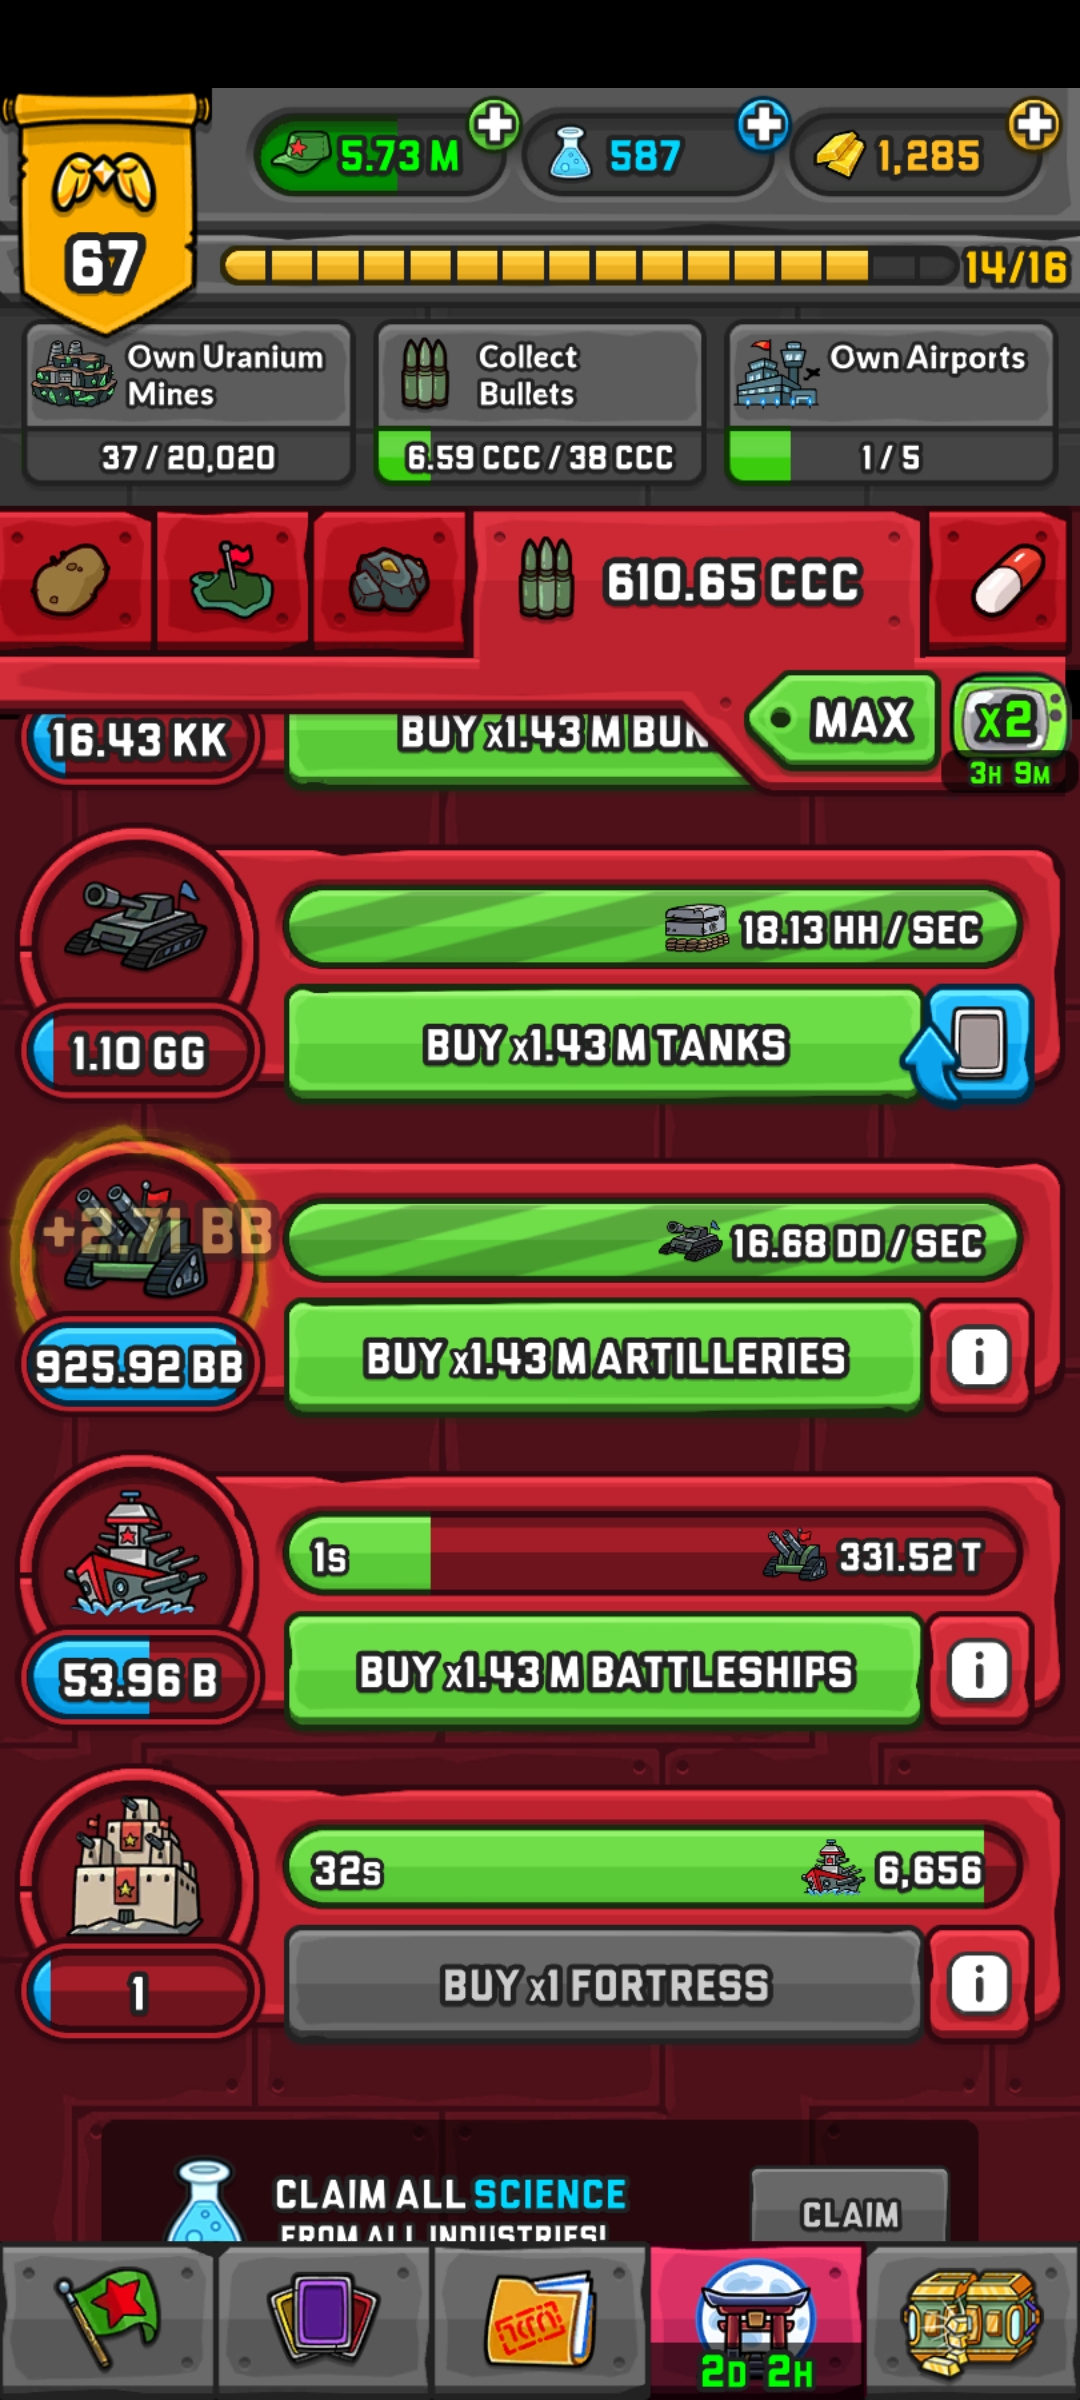 5.73 M
587
1,285
67
14/16
Own Uranium
Mines
37 / 20,020
Collect
Bullets
6.59 CCC / 38 CCC
Own Airports
1 / 5
610.65 CCC
MAX
x2
3H 9M
16.43 KK
BUY x1.43 M BUN
18.13 HH / SEC
1.10 GG
BUY x1.43 M TANKS
+2.71 BB
16.68 DD / SEC
925.92 BB
BUY x1.43 M ARTILLERIES
i
1s
331.52 T
53.96 B
BUY x1.43 M BATTLESHIPS
i
32s
6,656
1
BUY x1 FORTRESS
i
CLAIM ALL SCIENCE
FROM ALL INDUSTRIES!
CLAIM
2D 2H